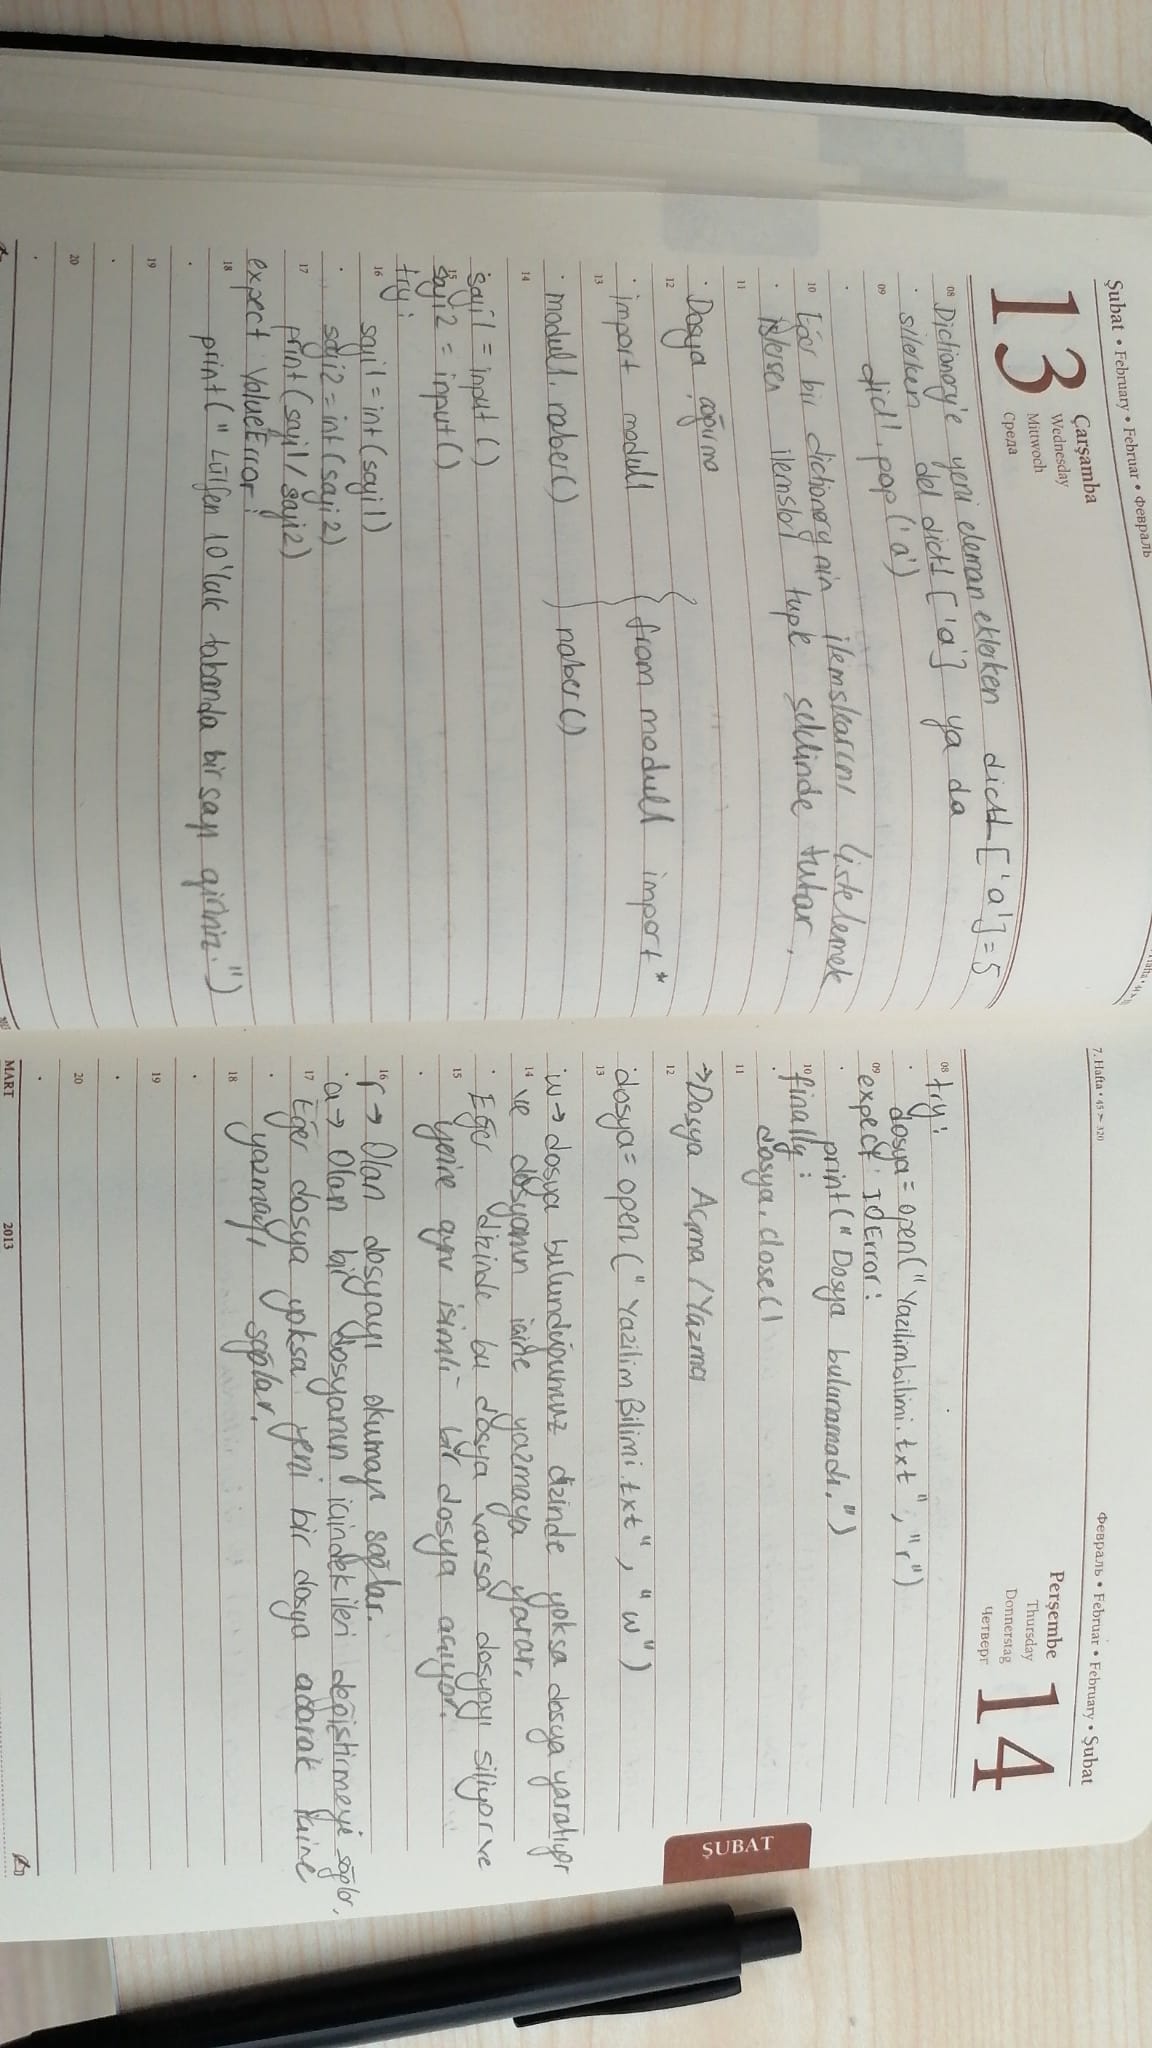 Şubat • February • Februar • Февраль
13
Çarşamba
Wednesday
Mittwoch
Среда
08 Dictionary'e yeni eleman eklerken dict1['a']=5
silerken del dict1['a'] ya da
09 dict1.pop('a')
10 Eğer bir dictionary nin itemslarını listelemek
isterse itemsları tuple şeklinde tutar.
11
Dosya çağırma
12
import modul1 from modul1 import*
13
modul1.naber() naber()
14
sayi1 = input()
15 sayi2 = input()
try:
16 sayi1 = int(sayi1)
sayi2 = int(sayi2)
17 print(sayi1/sayi2)
expect ValueError:
18 print("Lütfen 10'luk tabanda bir sayı giriniz.")
19
20
7. Hafta • 45 > 320
Февраль • Februar • February • Şubat
Perşembe
Thursday
Donnerstag
Четверг
14
08 try:
dosya = open("Yazilimbilimi.txt", "r")
09 expect IOError:
print("Dosya bulunamadı.")
10 finally:
dosya.close()
11
ŞUBAT
→Dosya Açma/Yazma
12
dosya = open("YazilimBilimi.txt", "w")
13
w→ dosya bulunduğumuz dizinde yoksa dosya yaratıyor
14 ve dosyanın içine yazmaya yarar.
Eğer dizinde bu dosya varsa dosyayı siliyor ve
15 yerine aynı isimli bir dosya açıyor.
16 r→ Olan dosyayı okumayı sağlar.
a→ Olan bir dosyanın içindekileri değiştirmeyi sağlar.
17 Eğer dosya yoksa yeni bir dosya açarak içine
yazmayı sağlar.
18
19
20
MART 2013